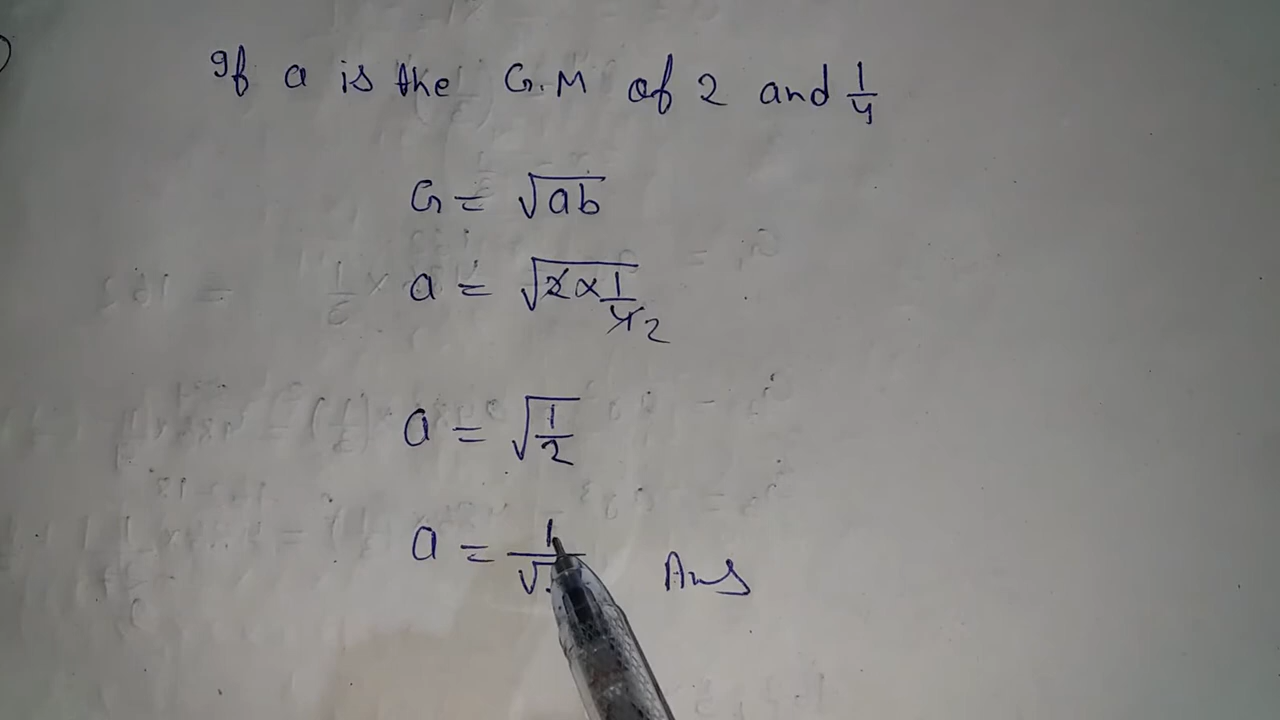 If a is the G.M of 2 and 1/4
G = √ab
a = √2×1/4 2
a = √1/2
a = 1/√
Ans